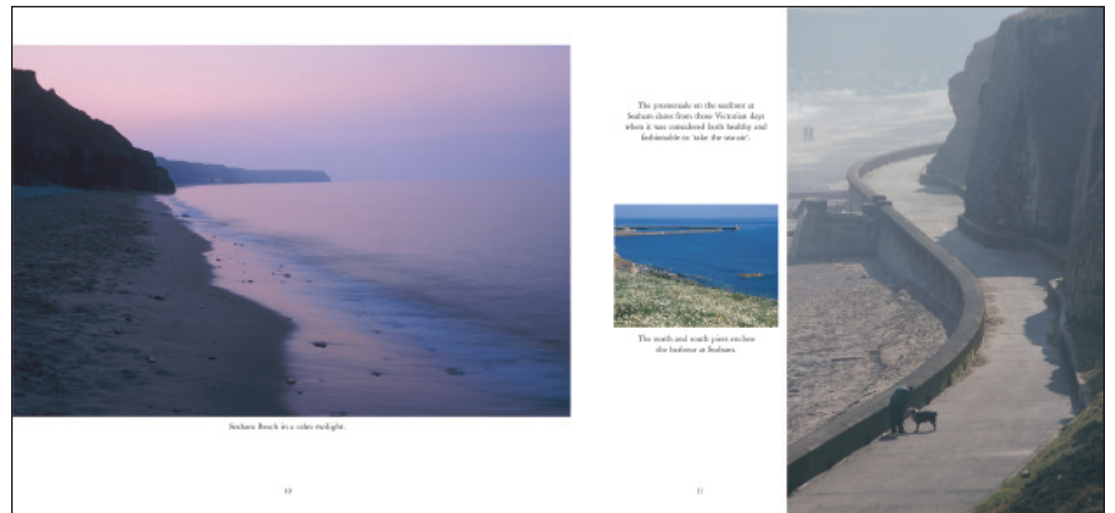 Seaham Beach in a calm twilight.
10
The promenade on the seafront at
Seaham dates from those Victorian days
when it was considered both healthy and
fashionable to 'take the sea air'.
The north and south piers enclose
the harbour at Seaham.
11